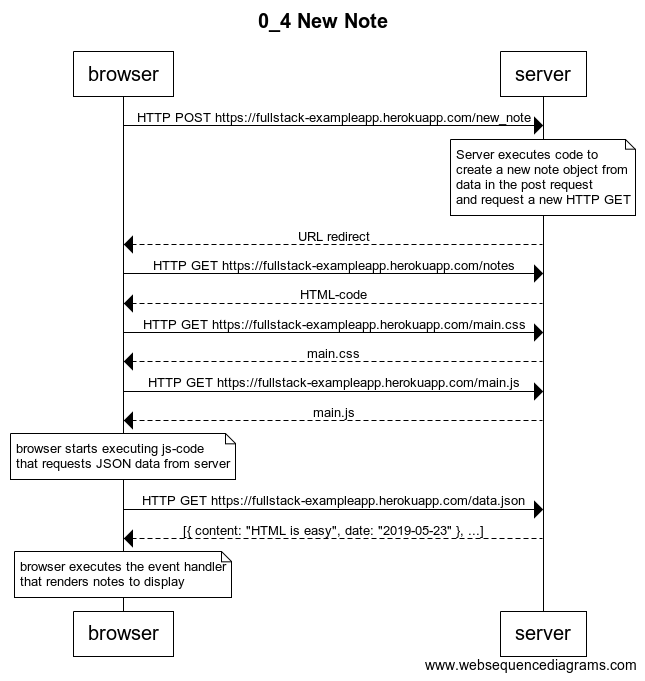 0_4 New Note
browser
server
HTTP POST https://fullstack-exampleapp.herokuapp.com/new_note
Server executes code to
create a new note object from
data in the post request
and request a new HTTP GET
URL redirect
HTTP GET https://fullstack-exampleapp.herokuapp.com/notes
HTML-code
HTTP GET https://fullstack-exampleapp.herokuapp.com/main.css
main.css
HTTP GET https://fullstack-exampleapp.herokuapp.com/main.js
main.js
browser starts executing js-code
that requests JSON data from server
HTTP GET https://fullstack-exampleapp.herokuapp.com/data.json
[{ content: "HTML is easy", date: "2019-05-23" }, ...]
browser executes the event handler
that renders notes to display
browser
server
www.websequencediagrams.com